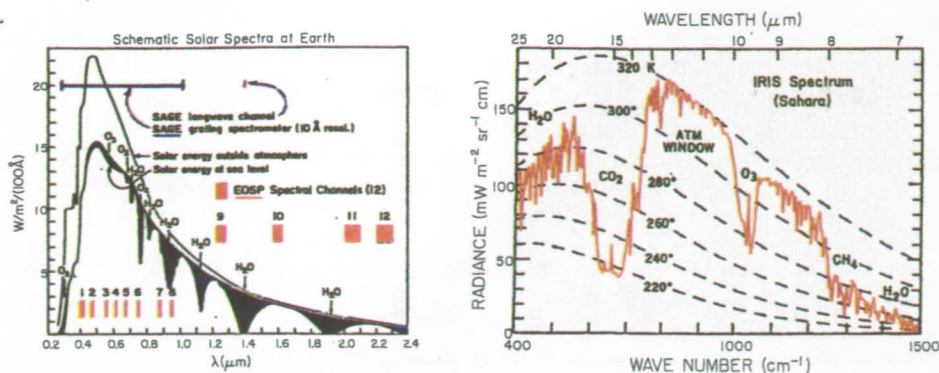 Schematic Solar Spectra at Earth
W/m²/(100Å)
20
15
10
5
SAGE longwave channel
SAGE grating spectrometer (10 Å resol.)
Solar energy outside atmosphere
Solar energy at sea level
EOSP Spectral Channels (12)
9 10 11 12
O₃
H₂O
H₂O
H₂O
H₂O
H₂O
1 2 3 4 5 6 7 8
0.2 0.4 0.6 0.8 1.0 1.2 1.4 1.6 1.8 2.0 2.2 2.4
λ(μm)
WAVELENGTH (μm)
25 20 15 14 10 9 8 7
RADIANCE (mW m⁻² sr⁻¹ cm)
150
100
50
0
320 K
IRIS Spectrum
(Sahara)
H₂O
300°
ATM
WINDOW
CO₂
280°
O₃
260°
240°
CH₄
220°
H₂O
400 1000 1500
WAVE NUMBER (cm⁻¹)